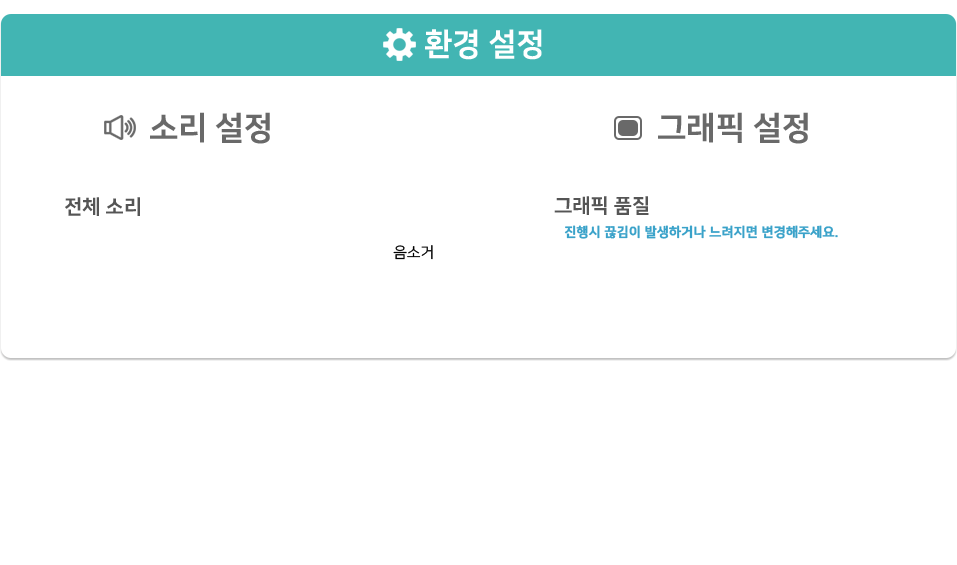 환경 설정
소리 설정
전체 소리
음소거
그래픽 설정
그래픽 품질
진행시 끊김이 발생하거나 느려지면 변경해주세요.